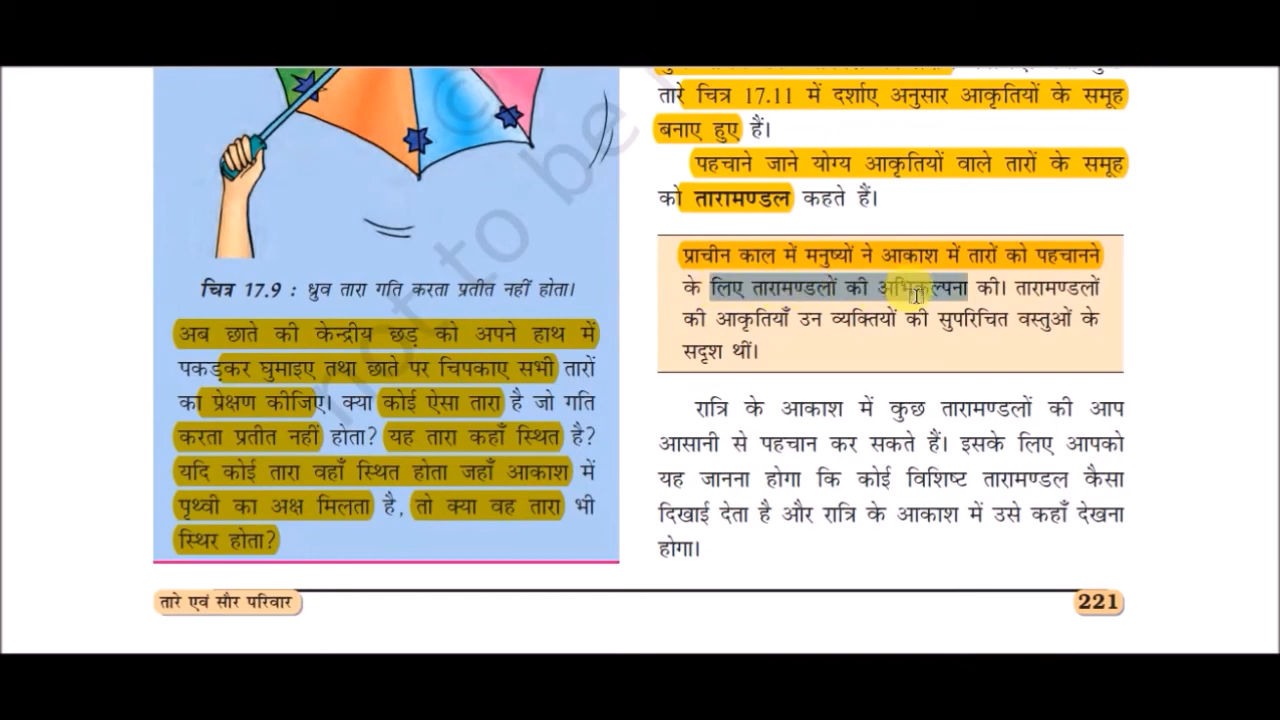 चित्र 17.9 : ध्रुव तारा गति करता प्रतीत नहीं होता।
अब छाते की केन्द्रीय छड़ को अपने हाथ में
पकड़कर घुमाइए तथा छाते पर चिपकाए सभी तारों
का प्रेक्षण कीजिए। क्या कोई ऐसा तारा है जो गति
करता प्रतीत नहीं होता? यह तारा कहाँ स्थित है?
यदि कोई तारा वहाँ स्थित होता जहाँ आकाश में
पृथ्वी का अक्ष मिलता है, तो क्या वह तारा भी
स्थिर होता?
तारे चित्र 17.11 में दर्शाए अनुसार आकृतियों के समूह
बनाए हुए हैं।
पहचाने जाने योग्य आकृतियों वाले तारों के समूह
को तारामण्डल कहते हैं।
प्राचीन काल में मनुष्यों ने आकाश में तारों को पहचानने
के लिए तारामण्डलों की अभिकल्पना की। तारामण्डलों
की आकृतियाँ उन व्यक्तियों की सुपरिचित वस्तुओं के
सदृश थीं।
रात्रि के आकाश में कुछ तारामण्डलों की आप
आसानी से पहचान कर सकते हैं। इसके लिए आपको
यह जानना होगा कि कोई विशिष्ट तारामण्डल कैसा
दिखाई देता है और रात्रि के आकाश में उसे कहाँ देखना
होगा।
तारे एवं सौर परिवार
221
© not to be